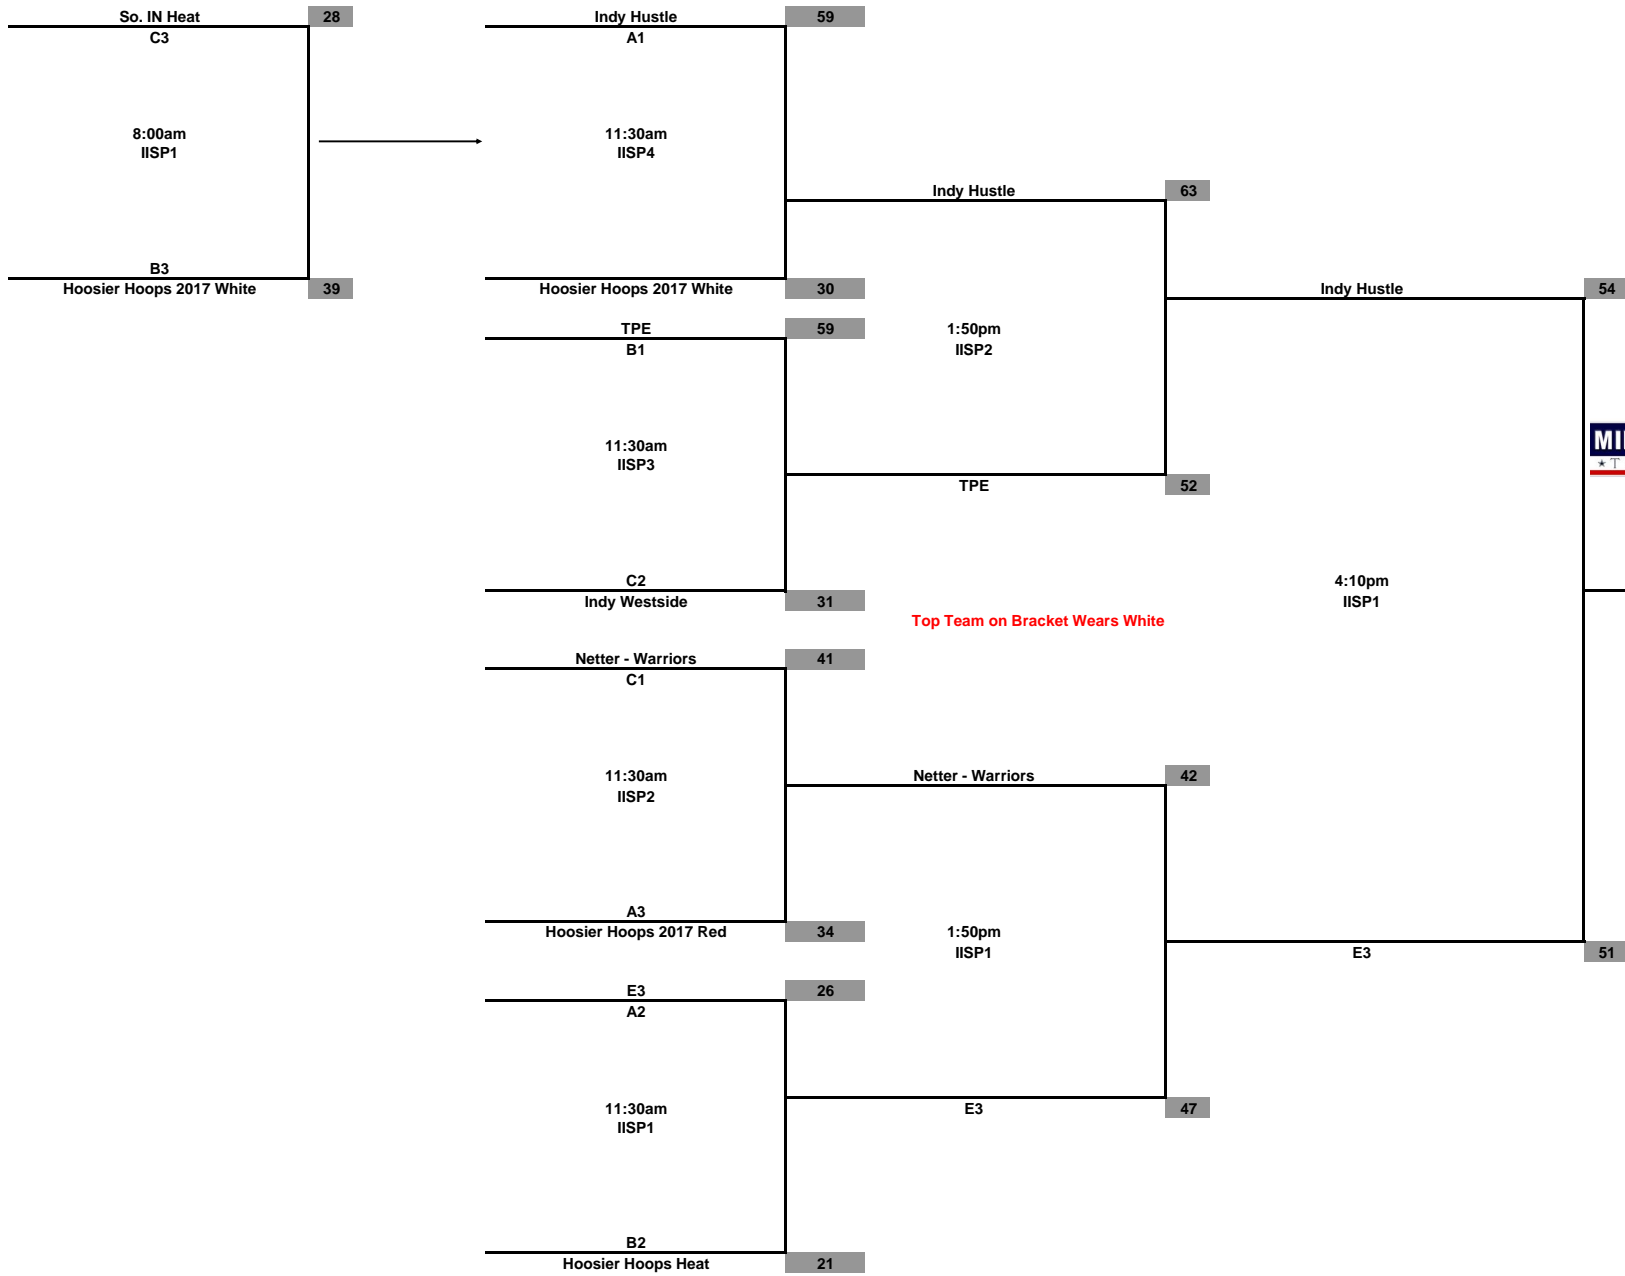 So. IN Heat 28
C3
8:00am
IISP1
B3
Hoosier Hoops 2017 White 39
Indy Hustle 59
A1
11:30am
IISP4
Hoosier Hoops 2017 White 30
TPE 59
B1
11:30am
IISP3
C2
Indy Westside 31
Netter - Warriors 41
C1
11:30am
IISP2
A3
Hoosier Hoops 2017 Red 34
E3 26
A2
11:30am
IISP1
B2
Hoosier Hoops Heat 21
Indy Hustle 63
1:50pm
IISP2
TPE 52
Top Team on Bracket Wears White
Netter - Warriors 42
1:50pm
IISP1
E3 47
Indy Hustle 54
4:10pm
IISP1
E3 51